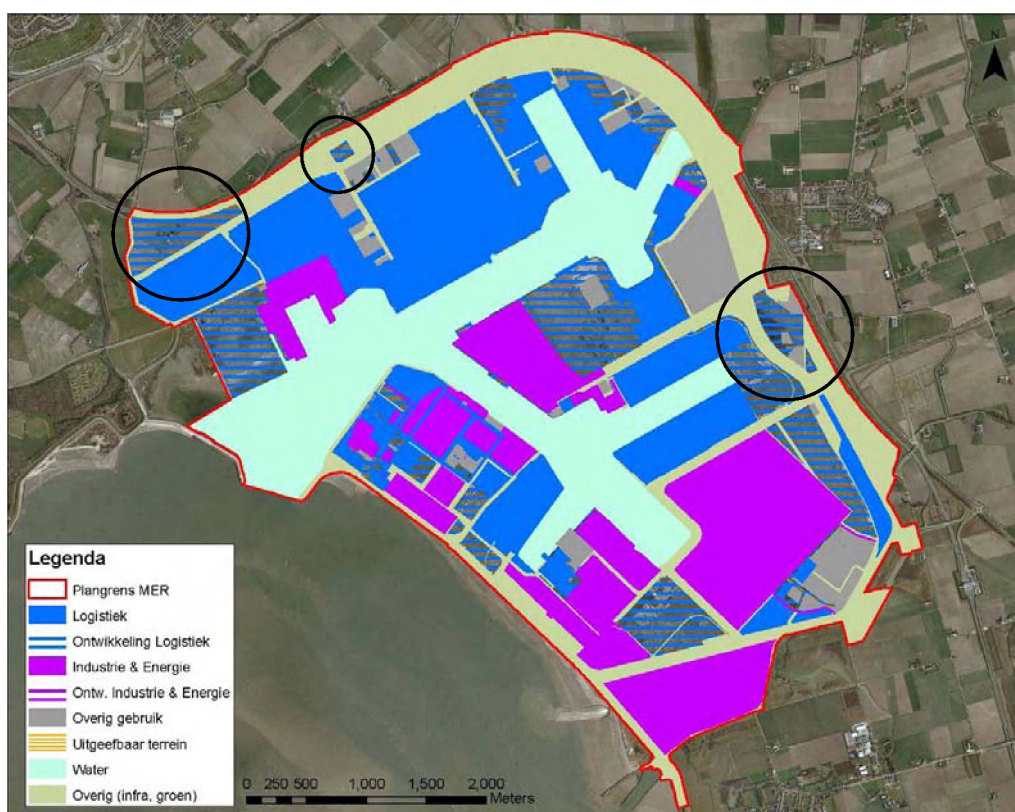 N
Legenda
Plangrens MER
Logistiek
Ontwikkeling Logistiek
Industrie & Energie
Ontw. Industrie & Energie
Overig gebruik
Uitgeefbaar terrein
Water
Overig (infra, groen)
0 250 500 1,000 1,500 2,000
Meters